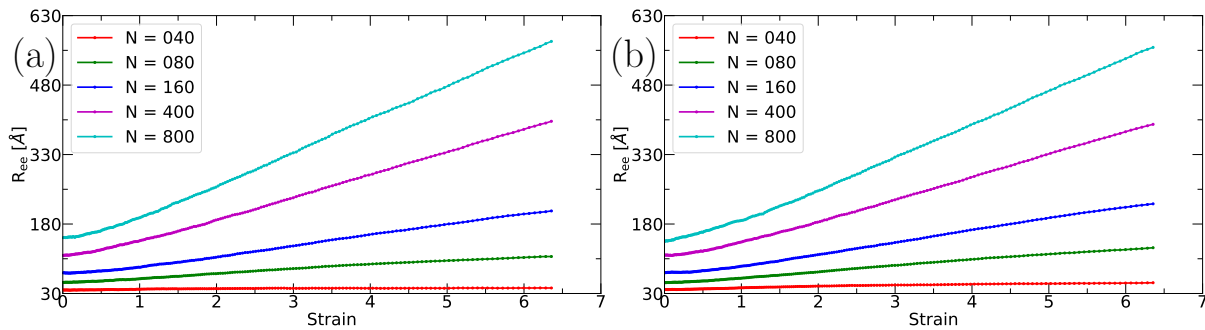 (a)
R_ee [Å]
630
480
330
180
30
N = 040
N = 080
N = 160
N = 400
N = 800
0 1 2 3 4 5 6 7
Strain
(b)
R_ee [Å]
630
480
330
180
30
N = 040
N = 080
N = 160
N = 400
N = 800
0 1 2 3 4 5 6 7
Strain